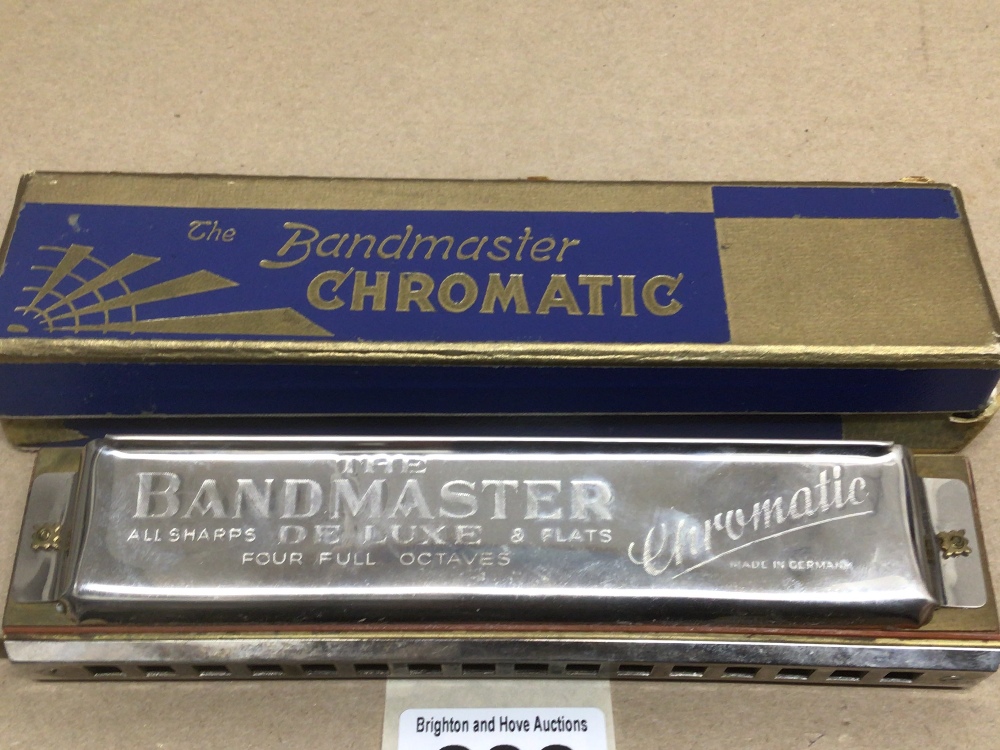 The Bandmaster
CHROMATIC
THE
BANDMASTER
ALL SHARPS DE LUXE & FLATS
FOUR FULL OCTAVES
Chromatic
MADE IN GERMANY
Brighton and Hove Auctions